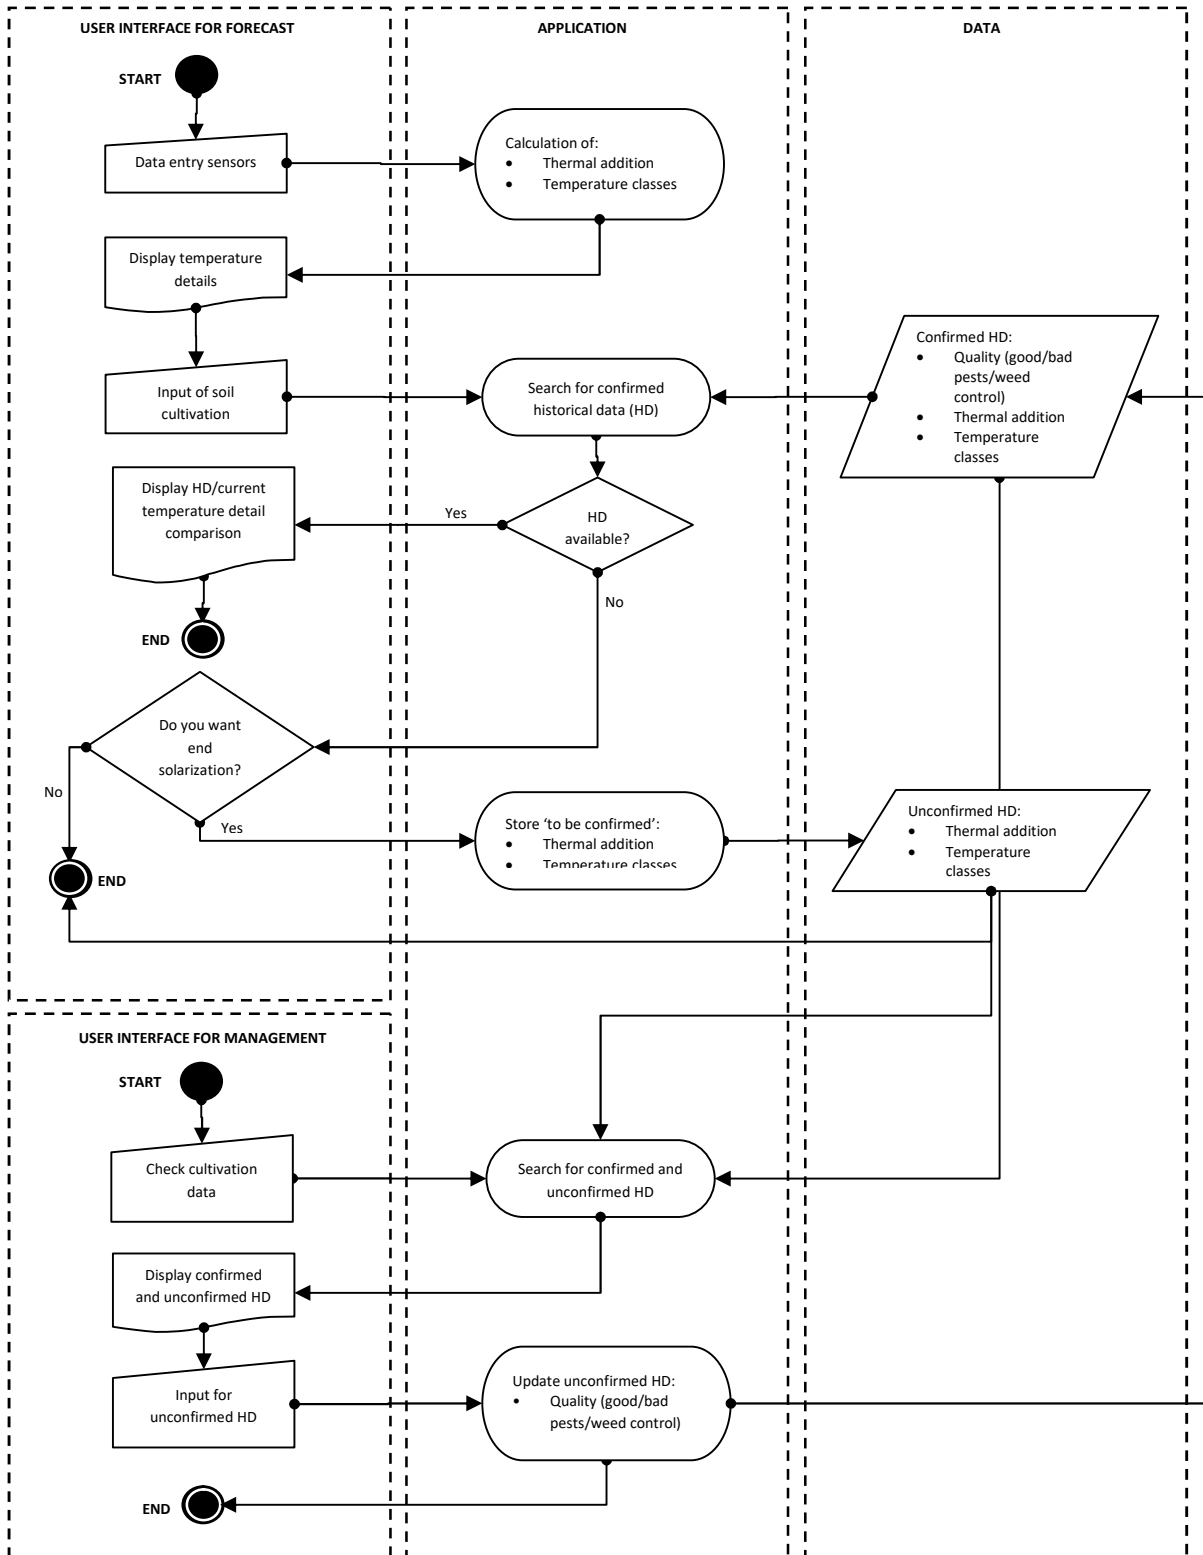 USER INTERFACE FOR FORECAST
APPLICATION
DATA
START
Data entry sensors
Calculation of:
• Thermal addition
• Temperature classes
Display temperature
details
Input of soil
cultivation
Search for confirmed
historical data (HD)
Confirmed HD:
• Quality (good/bad
pests/weed
control)
• Thermal addition
• Temperature
classes
Display HD/current
temperature detail
comparison
Yes
HD
available?
No
END
Do you want
end
solarization?
No
Yes
Store ‘to be confirmed’:
• Thermal addition
• Temperature classes
Unconfirmed HD:
• Thermal addition
• Temperature
classes
END
USER INTERFACE FOR MANAGEMENT
START
Check cultivation
data
Search for confirmed and
unconfirmed HD
Display confirmed
and unconfirmed HD
Input for
unconfirmed HD
Update unconfirmed HD:
• Quality (good/bad
pests/weed control)
END